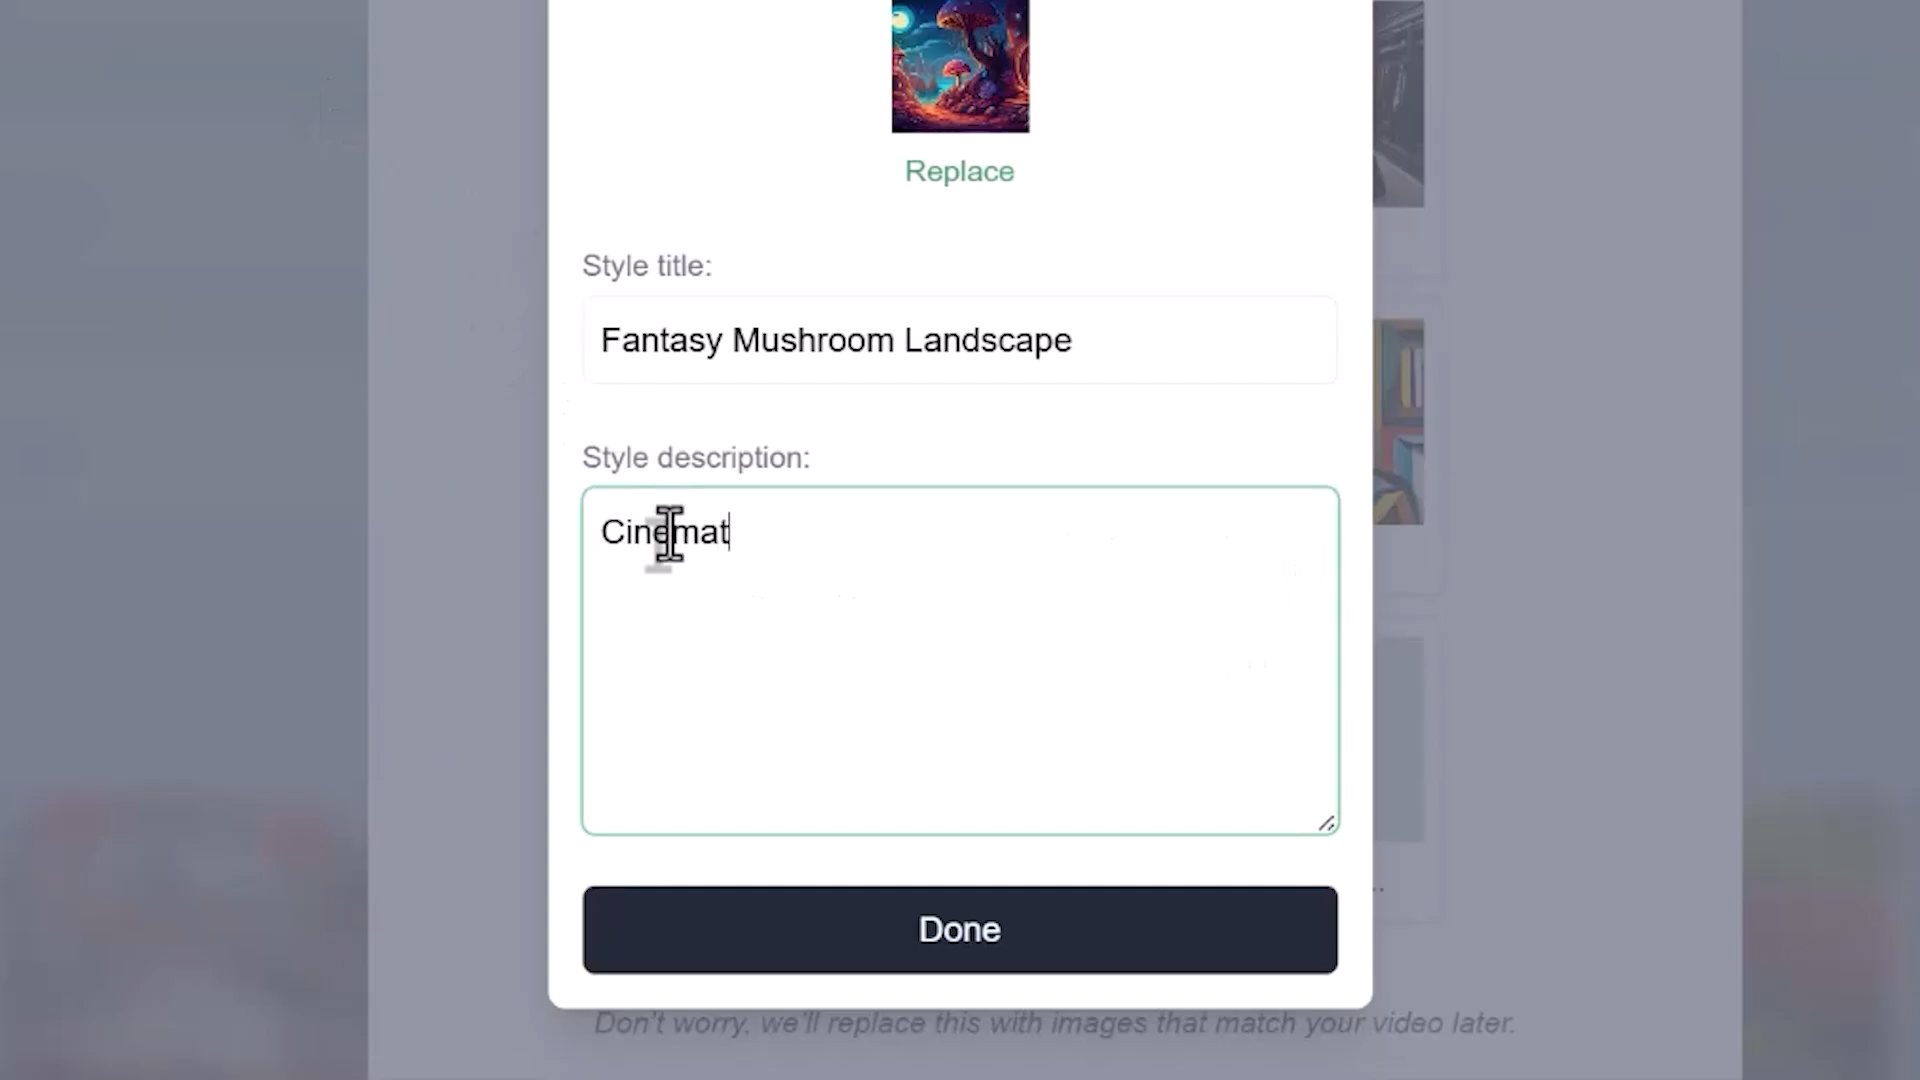 Replace
Style title:
Fantasy Mushroom Landscape
Style description:
Cinemat
Done
..
Don't worry, we'll replace this with images that match your video later.